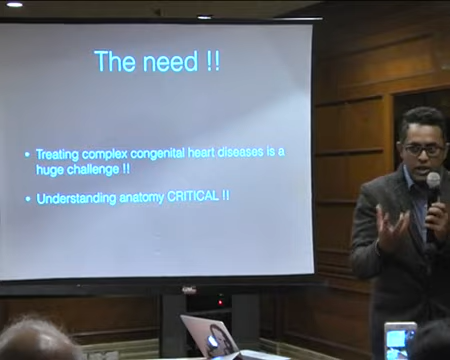 The need !!
• Treating complex congenital heart diseases is a
huge challenge !!
• Understanding anatomy CRITICAL !!